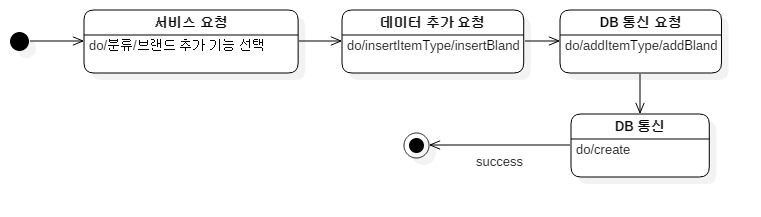 서비스 요청
do/분류/브랜드 추가 기능 선택
데이터 추가 요청
do/insertItemType/insertBland
DB 통신 요청
do/addItemType/addBland
DB 통신
do/create
success